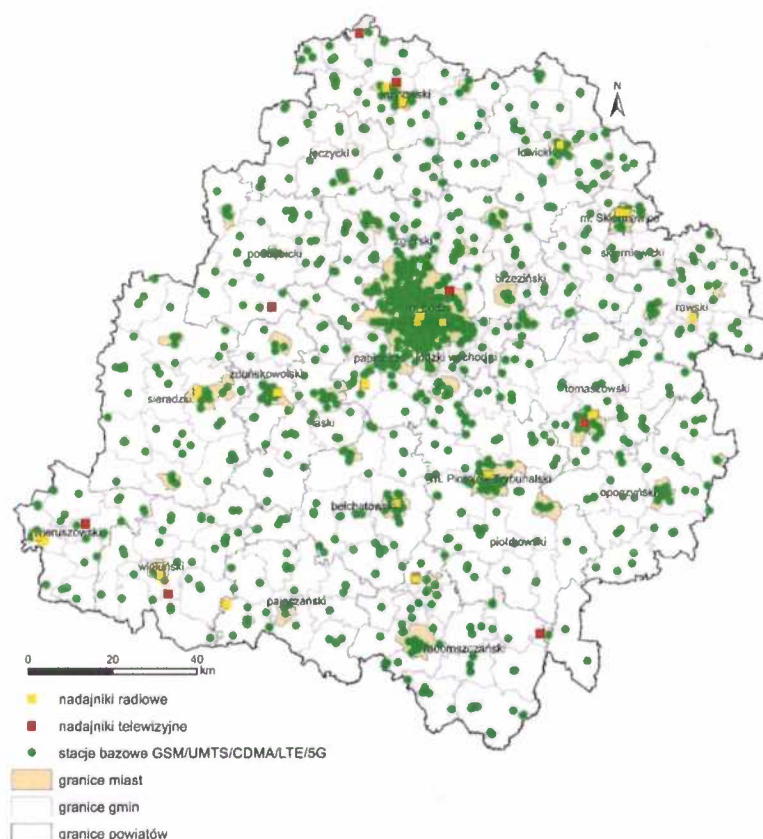 N
łęczycki
łowicki
m. Skierniewice
zgierski
skierniewicki
poddębicki
brzeziński
rawski
łódzki wschodni
zduńskowolski
sieradzki
tomaszowski
łaski
m. Piotrków Trybunalski
bełchatowski
opoczyński
wieruszowski
piotrkowski
wieluński
pajęczański
radomszczański
0 20 40
km
nadajniki radiowe
nadajniki telewizyjne
stacje bazowe GSM/UMTS/CDMA/LTE/5G
granice miast
granice gmin
granice powiatów